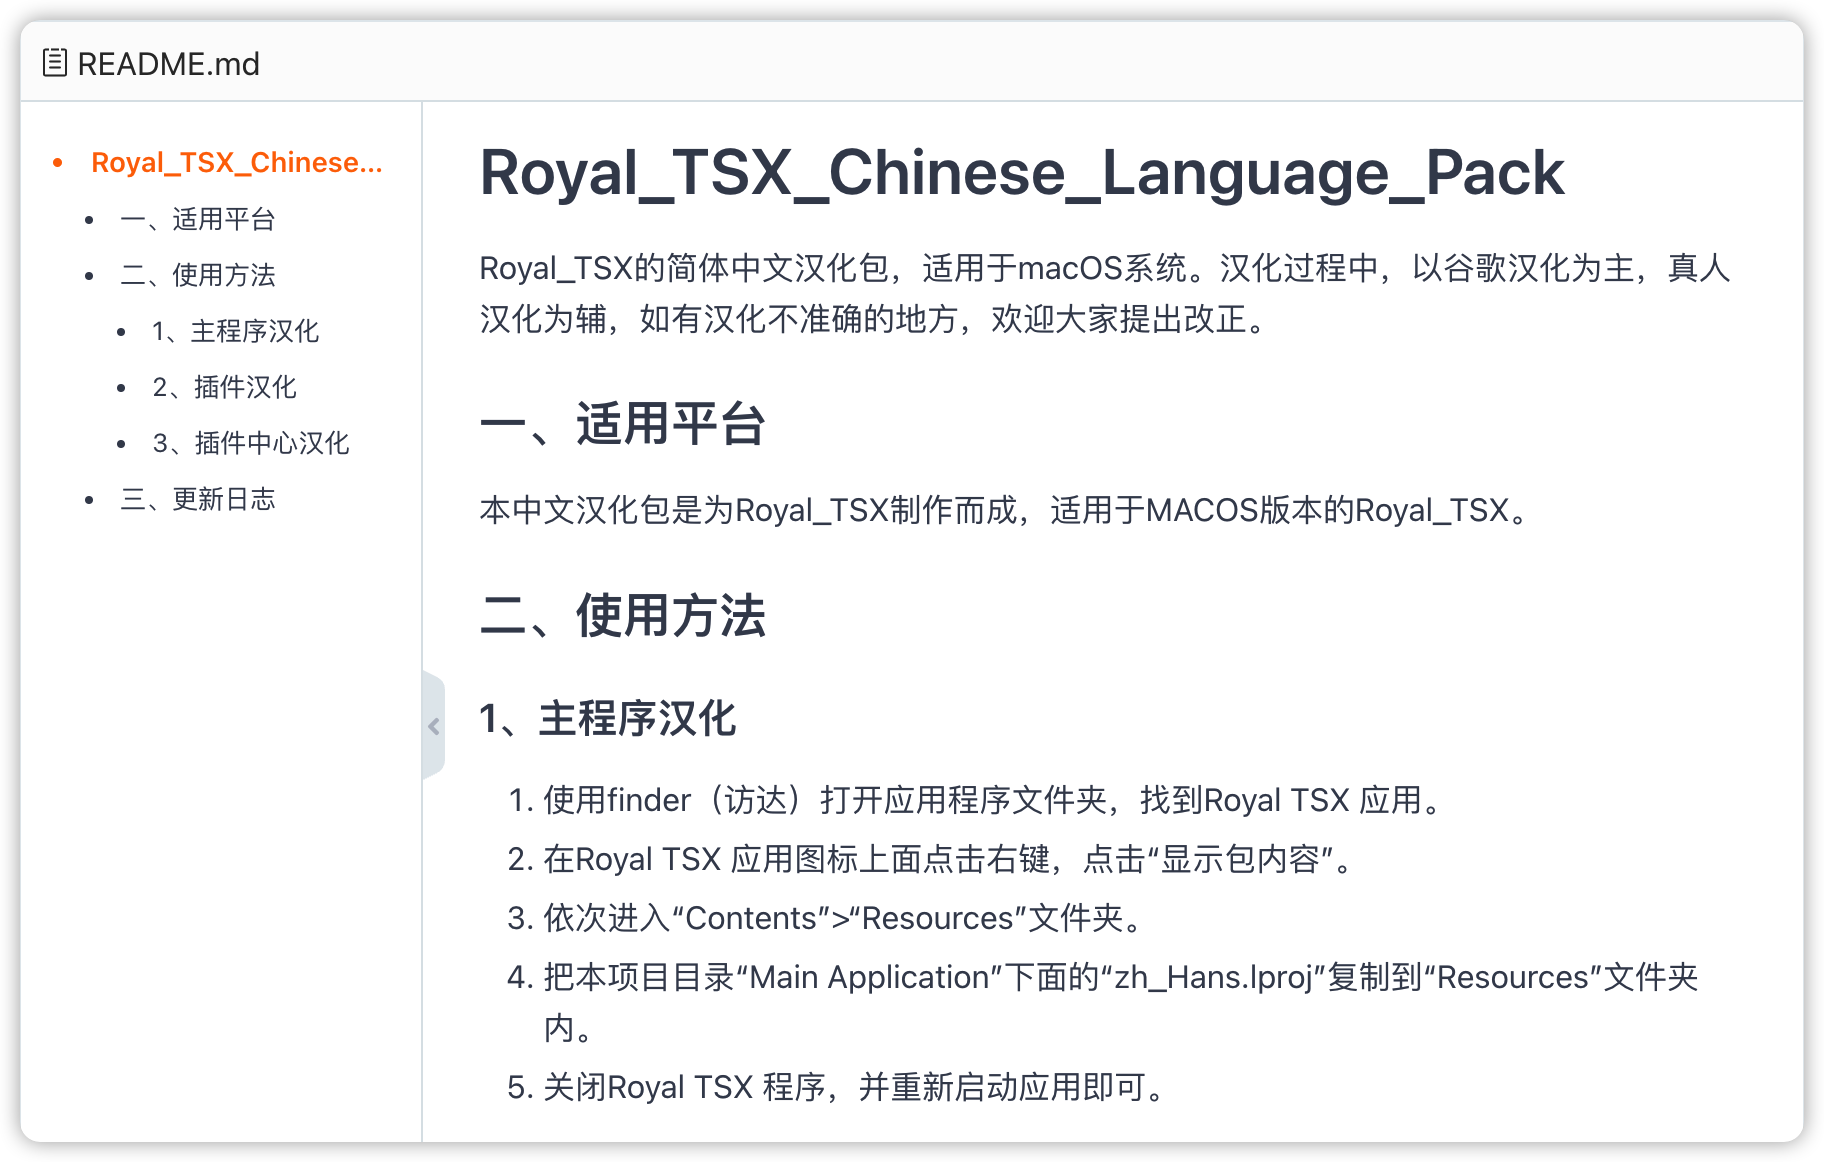 README.md
Royal_TSX_Chinese...
一、适用平台
二、使用方法
1、主程序汉化
2、插件汉化
3、插件中心汉化
三、更新日志
Royal_TSX_Chinese_Language_Pack
Royal_TSX的简体中文汉化包，适用于macOS系统。汉化过程中，以谷歌汉化为主，真人
汉化为辅，如有汉化不准确的地方，欢迎大家提出改正。
一、适用平台
本中文汉化包是为Royal_TSX制作而成，适用于MACOS版本的Royal_TSX。
二、使用方法
1、主程序汉化
1. 使用finder（访达）打开应用程序文件夹，找到Royal TSX 应用。
2. 在Royal TSX 应用图标上面点击右键，点击“显示包内容”。
3. 依次进入“Contents”>“Resources”文件夹。
4. 把本项目目录“Main Application”下面的“zh_Hans.lproj”复制到“Resources”文件夹
内。
5. 关闭Royal TSX 程序，并重新启动应用即可。